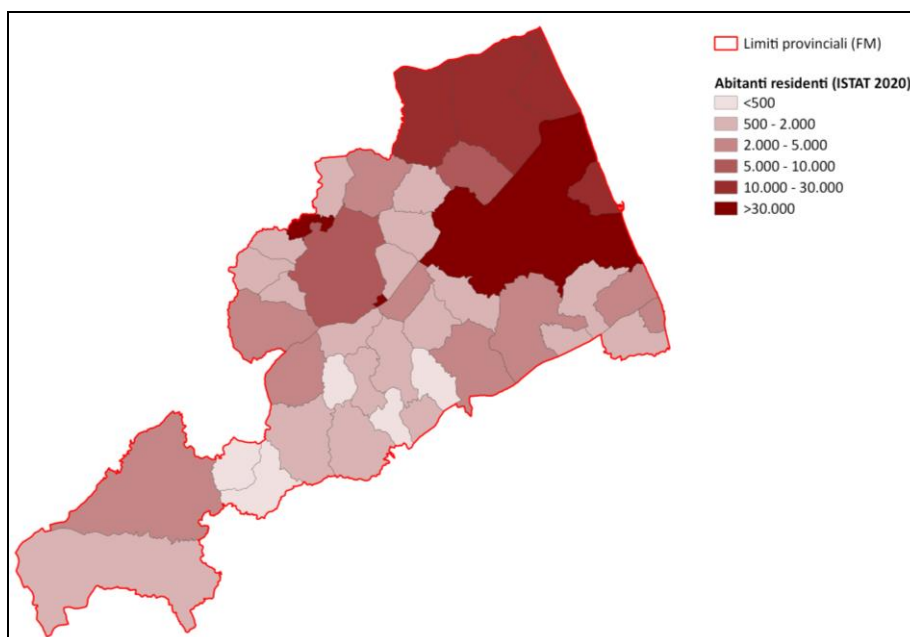 Limiti provinciali (FM)
Abitanti residenti (ISTAT 2020)
<500
500 - 2.000
2.000 - 5.000
5.000 - 10.000
10.000 - 30.000
>30.000